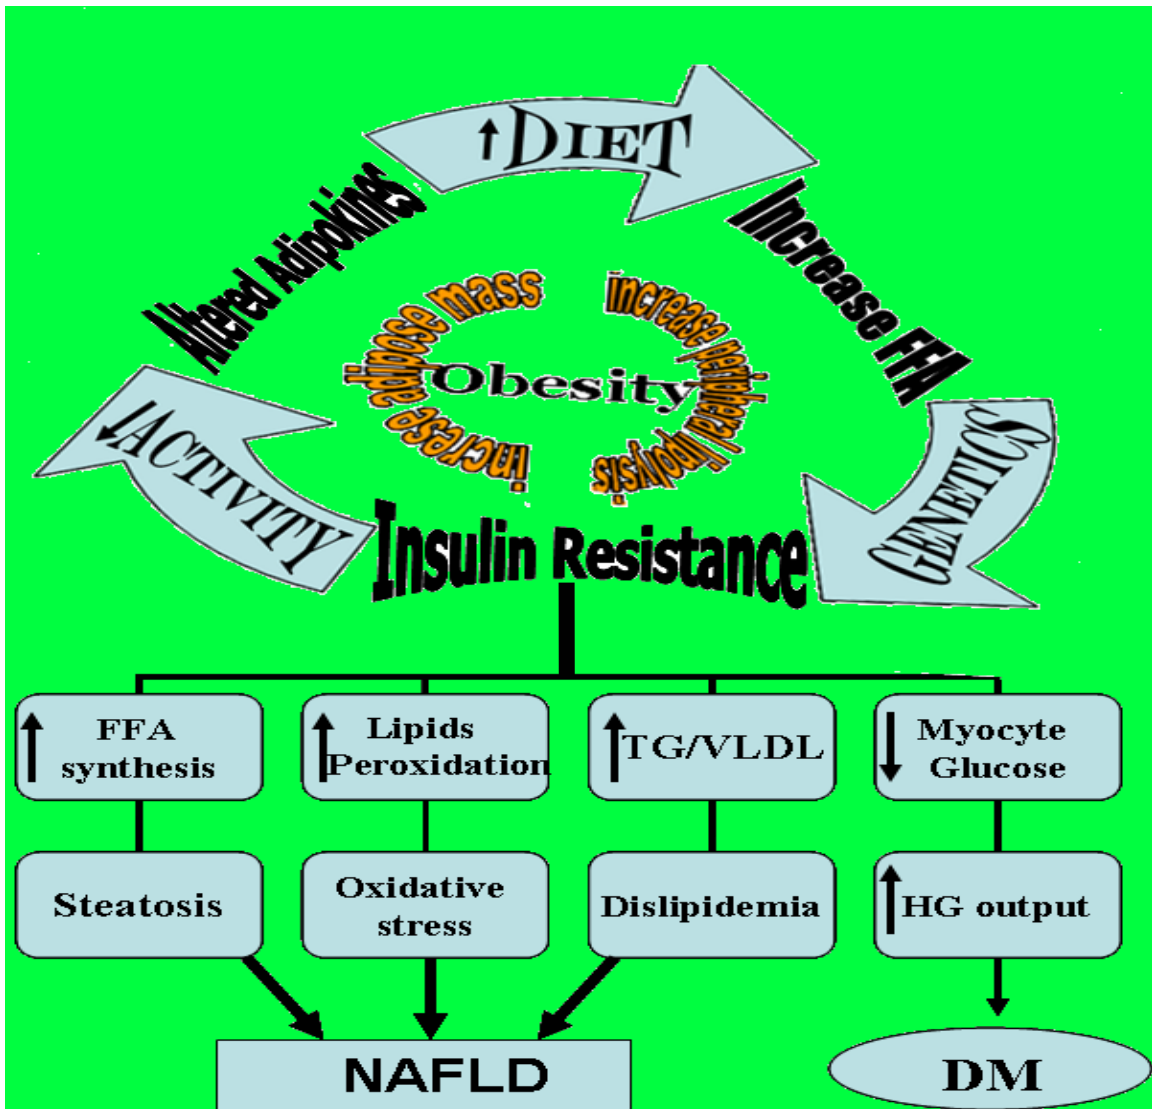 ↑DIET
Altered Adipokines
Increase FFA
increse adipose mass
increase peripheral lipolysis
Obesity
↓ACTIVITY
GENETICS
Insulin Resistance
↑ FFA
synthesis
↑ Lipids
Peroxidation
↑ TG/VLDL
↓ Myocyte
Glucose
Steatosis
Oxidative
stress
Dislipidemia
↑ HG output
NAFLD
DM